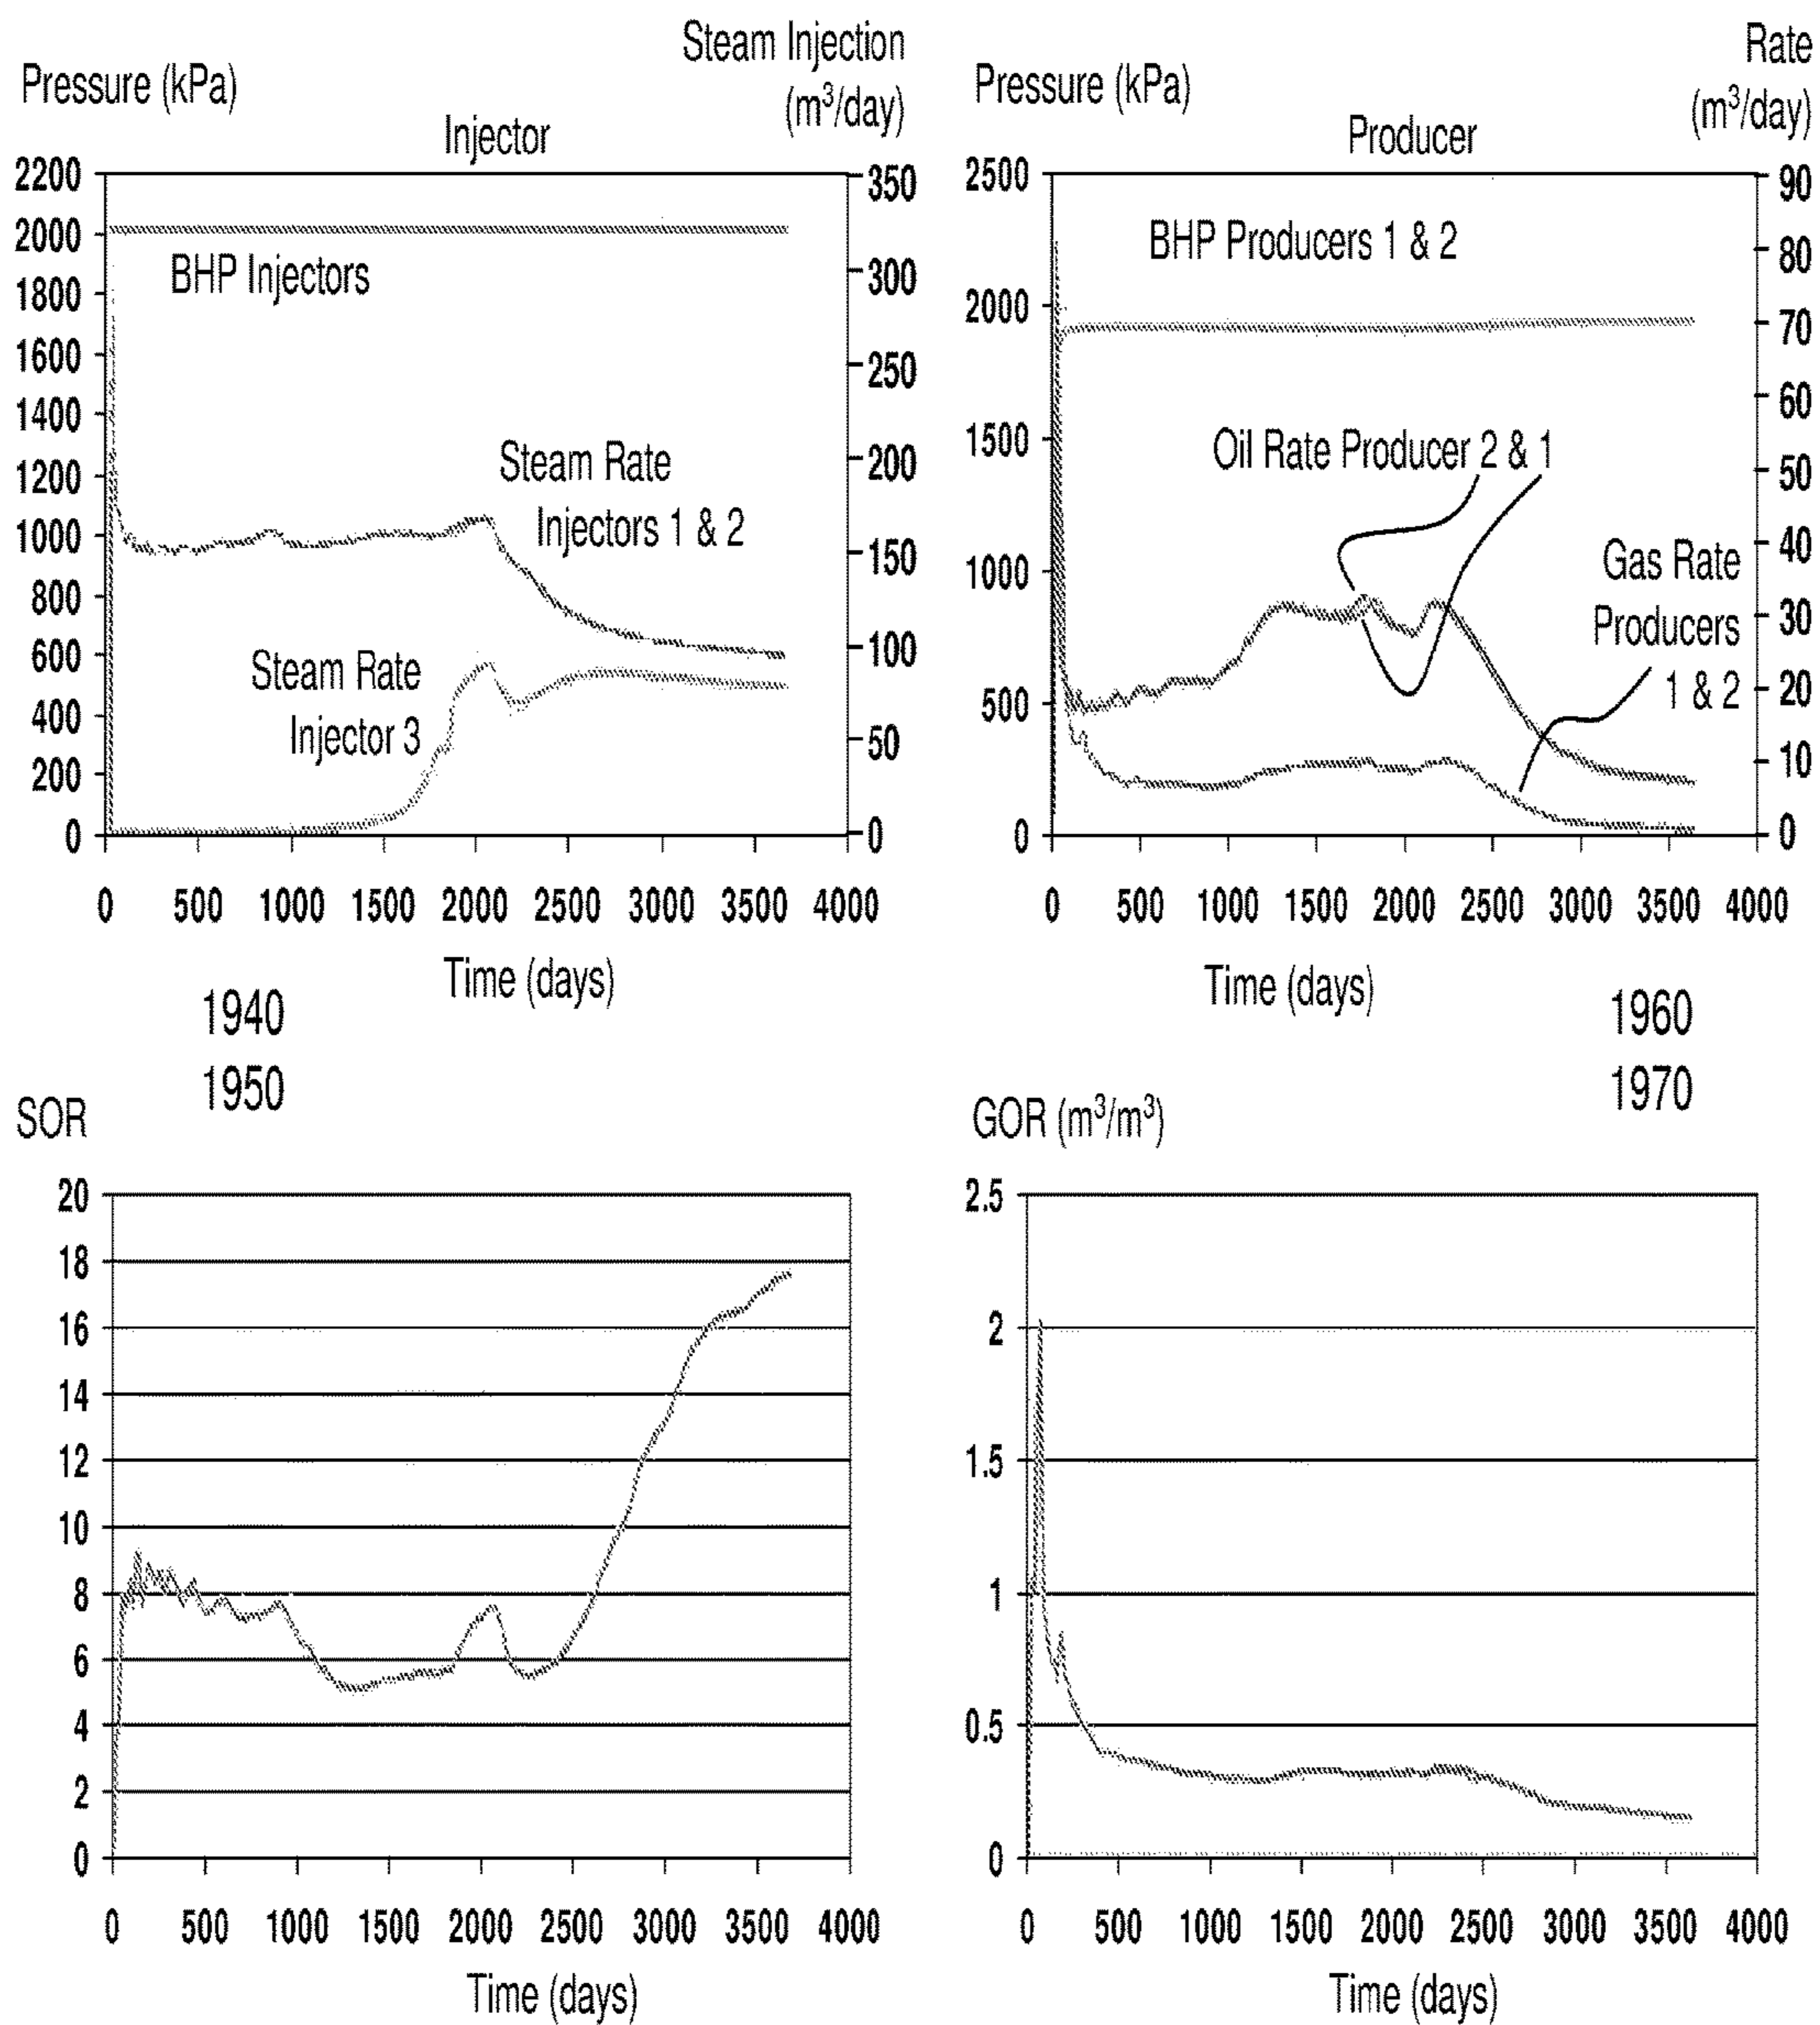 Pressure (kPa)
Steam Injection
(m³/day)
Injector
2200
2000
1800
1600
1400
1200
1000
800
600
400
200
0
350
300
250
200
150
100
50
0
BHP Injectors
Steam Rate
Injectors 1 & 2
Steam Rate
Injector 3
0 500 1000 1500 2000 2500 3000 3500 4000
Time (days)
1940
Pressure (kPa)
Rate
(m³/day)
Producer
2500
2000
1500
1000
500
0
90
80
70
60
50
40
30
20
10
0
BHP Producers 1 & 2
Oil Rate Producer 2 & 1
Gas Rate
Producers
1 & 2
0 500 1000 1500 2000 2500 3000 3500 4000
Time (days)
1960
1950
SOR
20
18
16
14
12
10
8
6
4
2
0
0 500 1000 1500 2000 2500 3000 3500 4000
Time (days)
1970
GOR (m³/m³)
2.5
2
1.5
1
0.5
0
0 500 1000 1500 2000 2500 3000 3500 4000
Time (days)